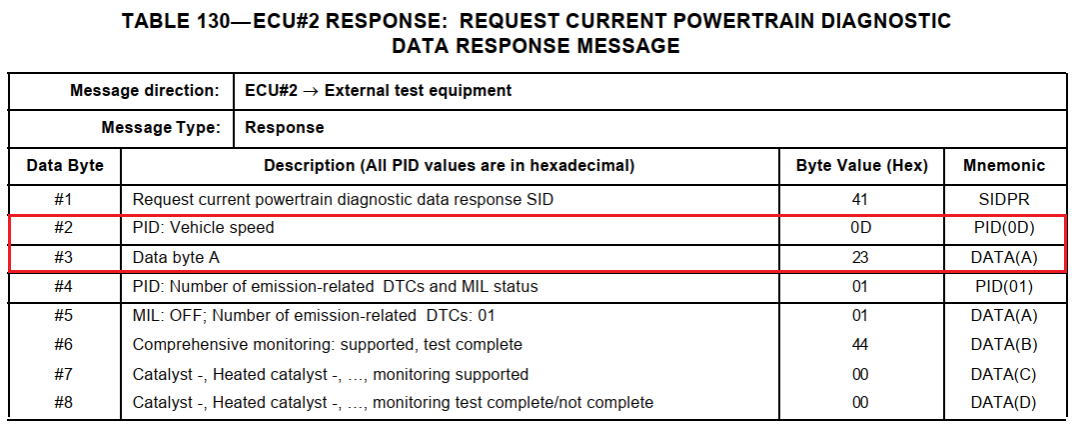 TABLE 130—ECU#2 RESPONSE: REQUEST CURRENT POWERTRAIN DIAGNOSTIC
DATA RESPONSE MESSAGE
Message direction: ECU#2 → External test equipment
Message Type: Response
Data Byte Description (All PID values are in hexadecimal) Byte Value (Hex) Mnemonic
#1 Request current powertrain diagnostic data response SID 41 SIDPR
#2 PID: Vehicle speed 0D PID(0D)
#3 Data byte A 23 DATA(A)
#4 PID: Number of emission-related DTCs and MIL status 01 PID(01)
#5 MIL: OFF; Number of emission-related DTCs: 01 01 DATA(A)
#6 Comprehensive monitoring: supported, test complete 44 DATA(B)
#7 Catalyst -, Heated catalyst -, …, monitoring supported 00 DATA(C)
#8 Catalyst -, Heated catalyst -, …, monitoring test complete/not complete 00 DATA(D)